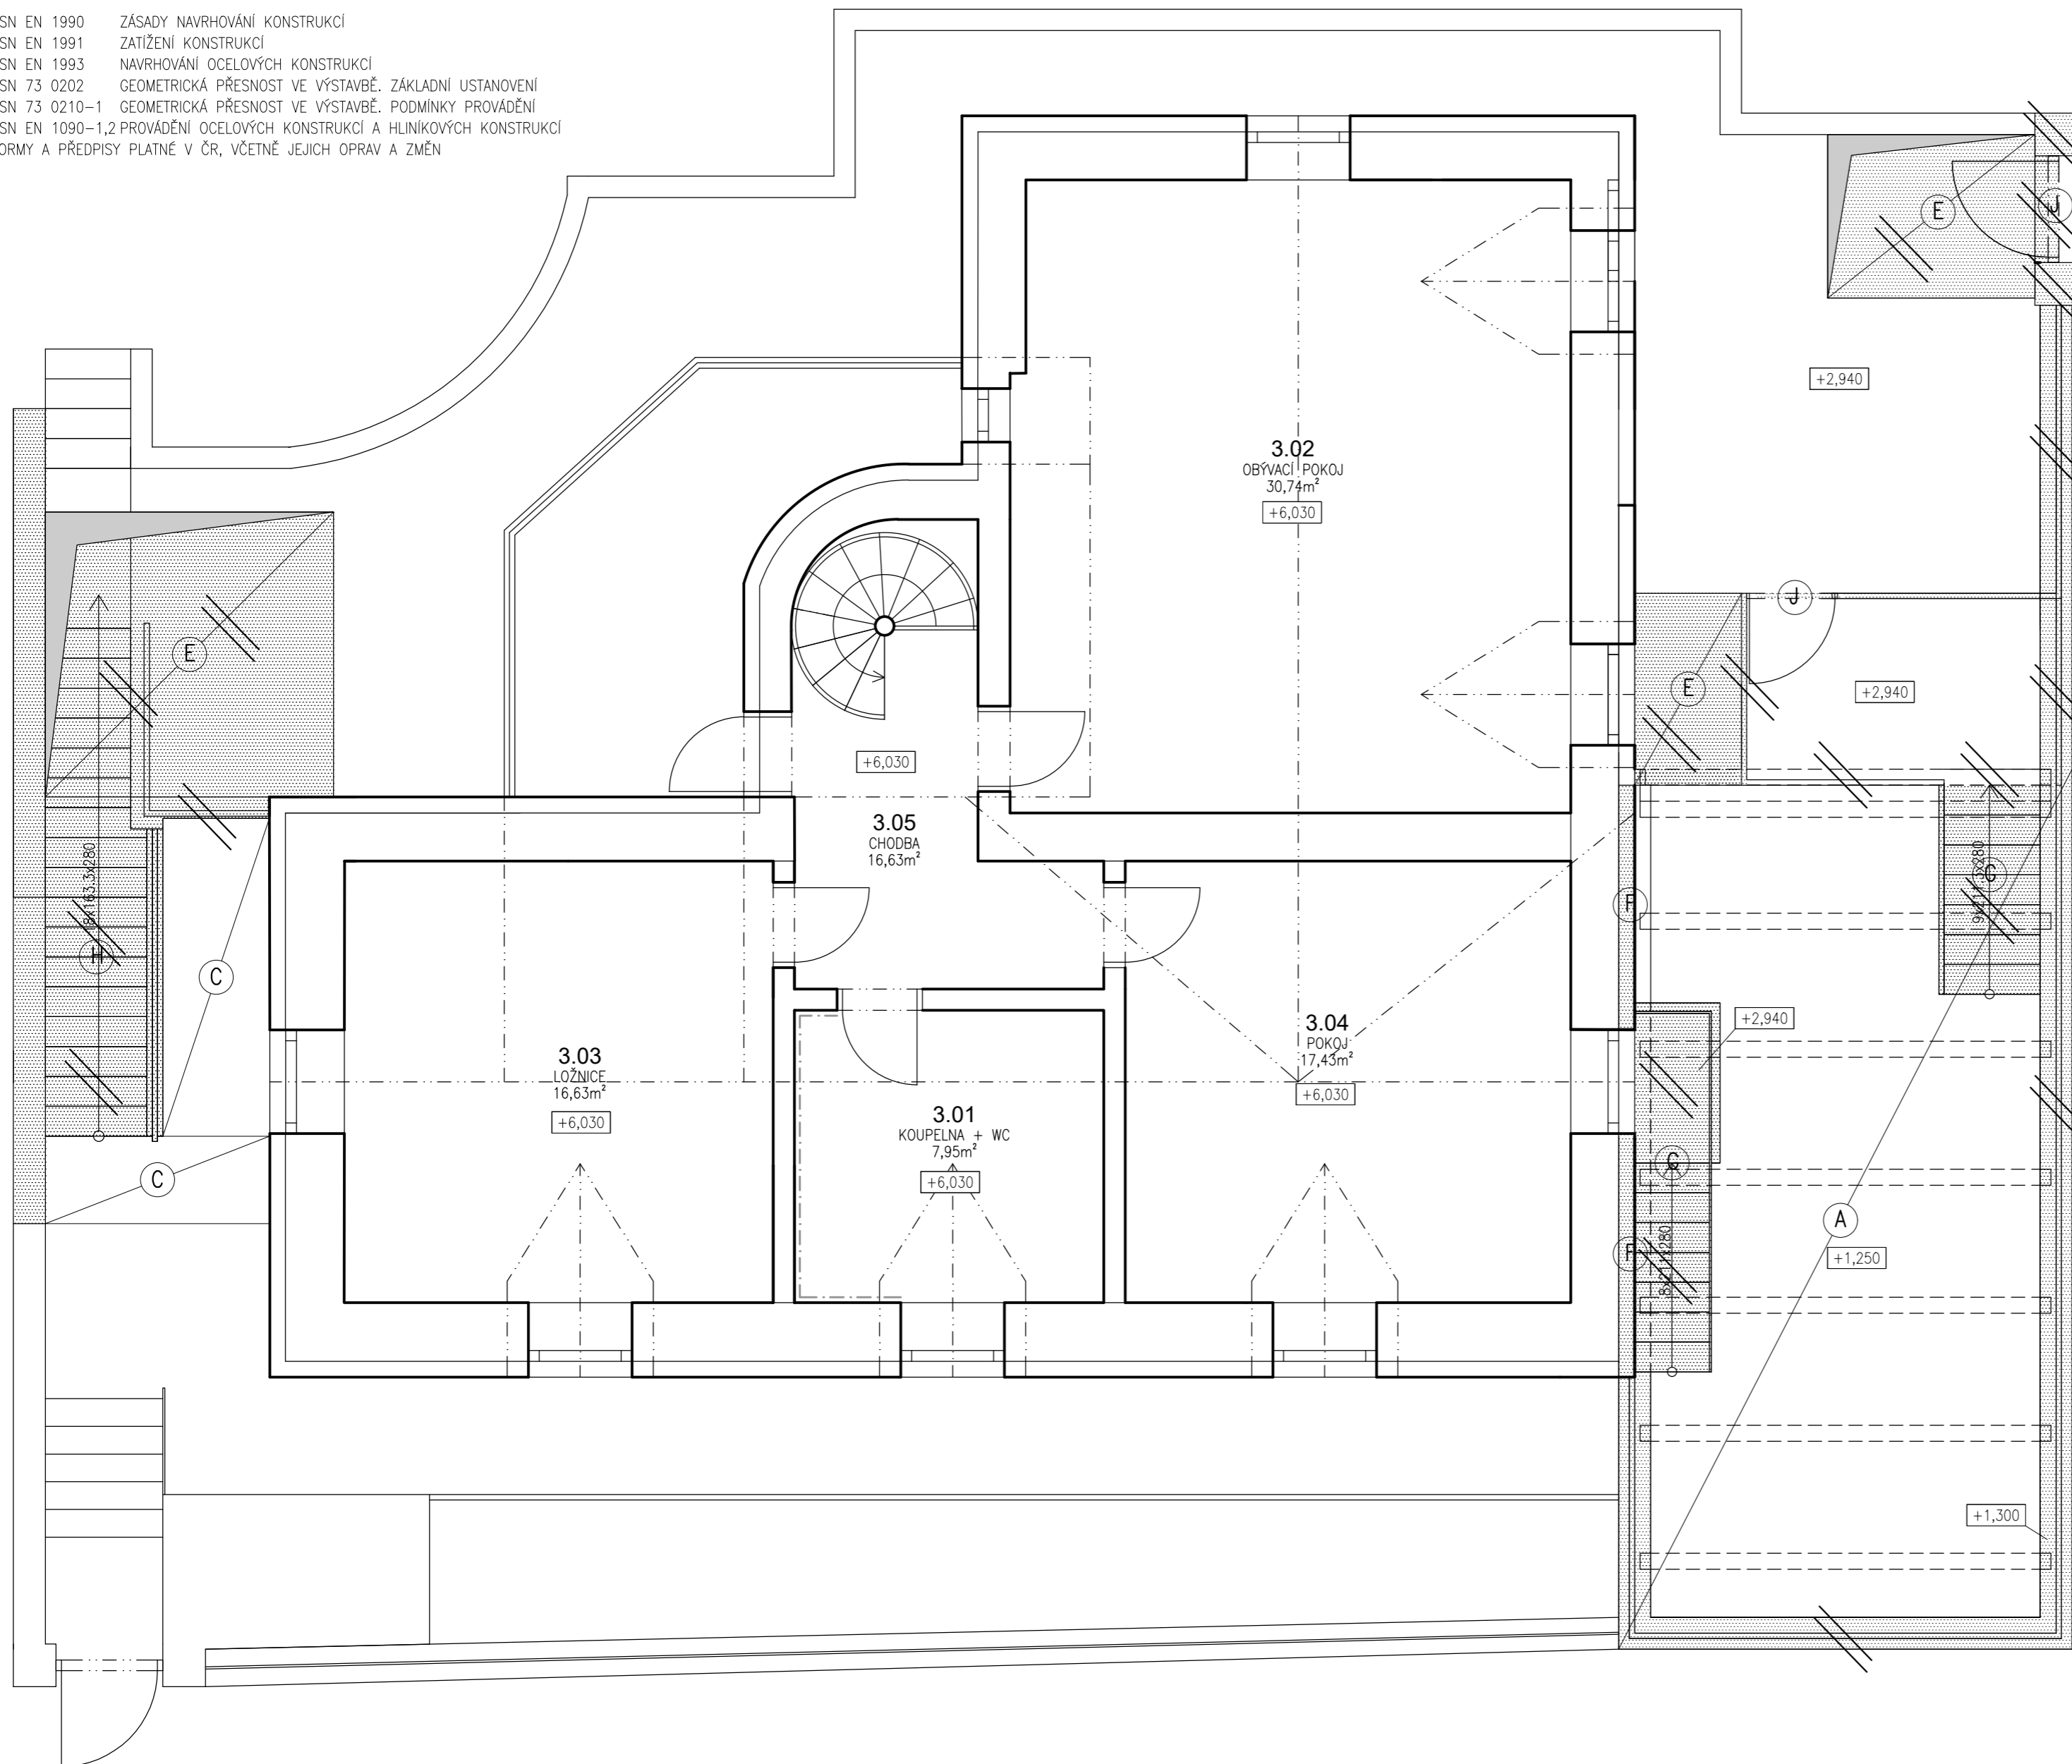 SN EN 1990 ZÁSADY NAVRHOVÁNÍ KONSTRUKCÍ
SN EN 1991 ZATÍŽENÍ KONSTRUKCÍ
SN EN 1993 NAVRHOVÁNÍ OCELOVÝCH KONSTRUKCÍ
SN 73 0202 GEOMETRICKÁ PŘESNOST VE VÝSTAVBĚ. ZÁKLADNÍ USTANOVENÍ
SN 73 0210-1 GEOMETRICKÁ PŘESNOST VE VÝSTAVBĚ. PODMÍNKY PROVÁDĚNÍ
SN EN 1090-1,2 PROVÁDĚNÍ OCELOVÝCH KONSTRUKCÍ A HLINÍKOVÝCH KONSTRUKCÍ
ORMY A PŘEDPISY PLATNÉ V ČR, VČETNĚ JEJICH OPRAV A ZMĚN
E
J
+2,940
3.02
OBÝVACÍ POKOJ
30,74m²
+6,030
J
E
E
+2,940
+6,030
3.05
CHODBA
16,63m²
18x163.3x280
H
C
F
G
+2,940
3.04
POKOJ
17,43m²
+6,030
3.03
LOŽNICE
16,63m²
+6,030
3.01
KOUPELNA + WC
7,95m²
+6,030
C
G
A
F
+1,250
+1,300